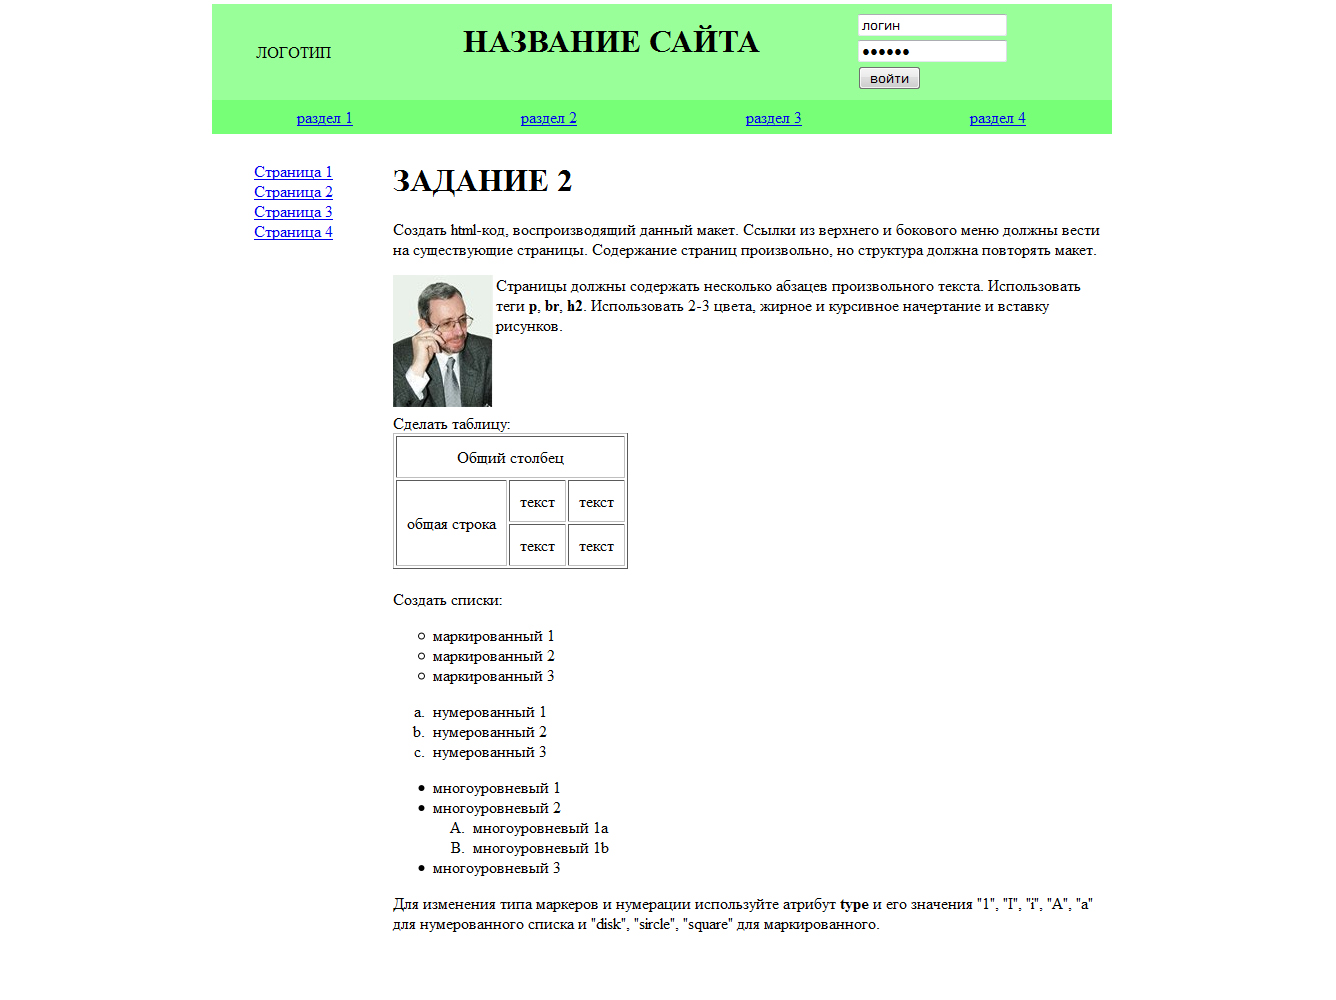 ЛОГОТИП
НАЗВАНИЕ САЙТА
логин
••••••
войти
раздел 1 раздел 2 раздел 3 раздел 4
Страница 1
Страница 2
Страница 3
Страница 4
ЗАДАНИЕ 2
Создать html-код, воспроизводящий данный макет. Ссылки из верхнего и бокового меню должны вести
на существующие страницы. Содержание страниц произвольно, но структура должна повторять макет.
Страницы должны содержать несколько абзацев произвольного текста. Использовать
теги p, br, h2. Использовать 2-3 цвета, жирное и курсивное начертание и вставку
рисунков.
Сделать таблицу:
Общий столбец
общая строка
текст текст
текст текст
Создать списки:
маркированный 1
маркированный 2
маркированный 3
a. нумерованный 1
b. нумерованный 2
c. нумерованный 3
многоуровневый 1
многоуровневый 2
A. многоуровневый 1a
B. многоуровневый 1b
многоуровневый 3
Для изменения типа маркеров и нумерации используйте атрибут type и его значения "1", "I", "i", "A", "a"
для нумерованного списка и "disk", "sircle", "square" для маркированного.